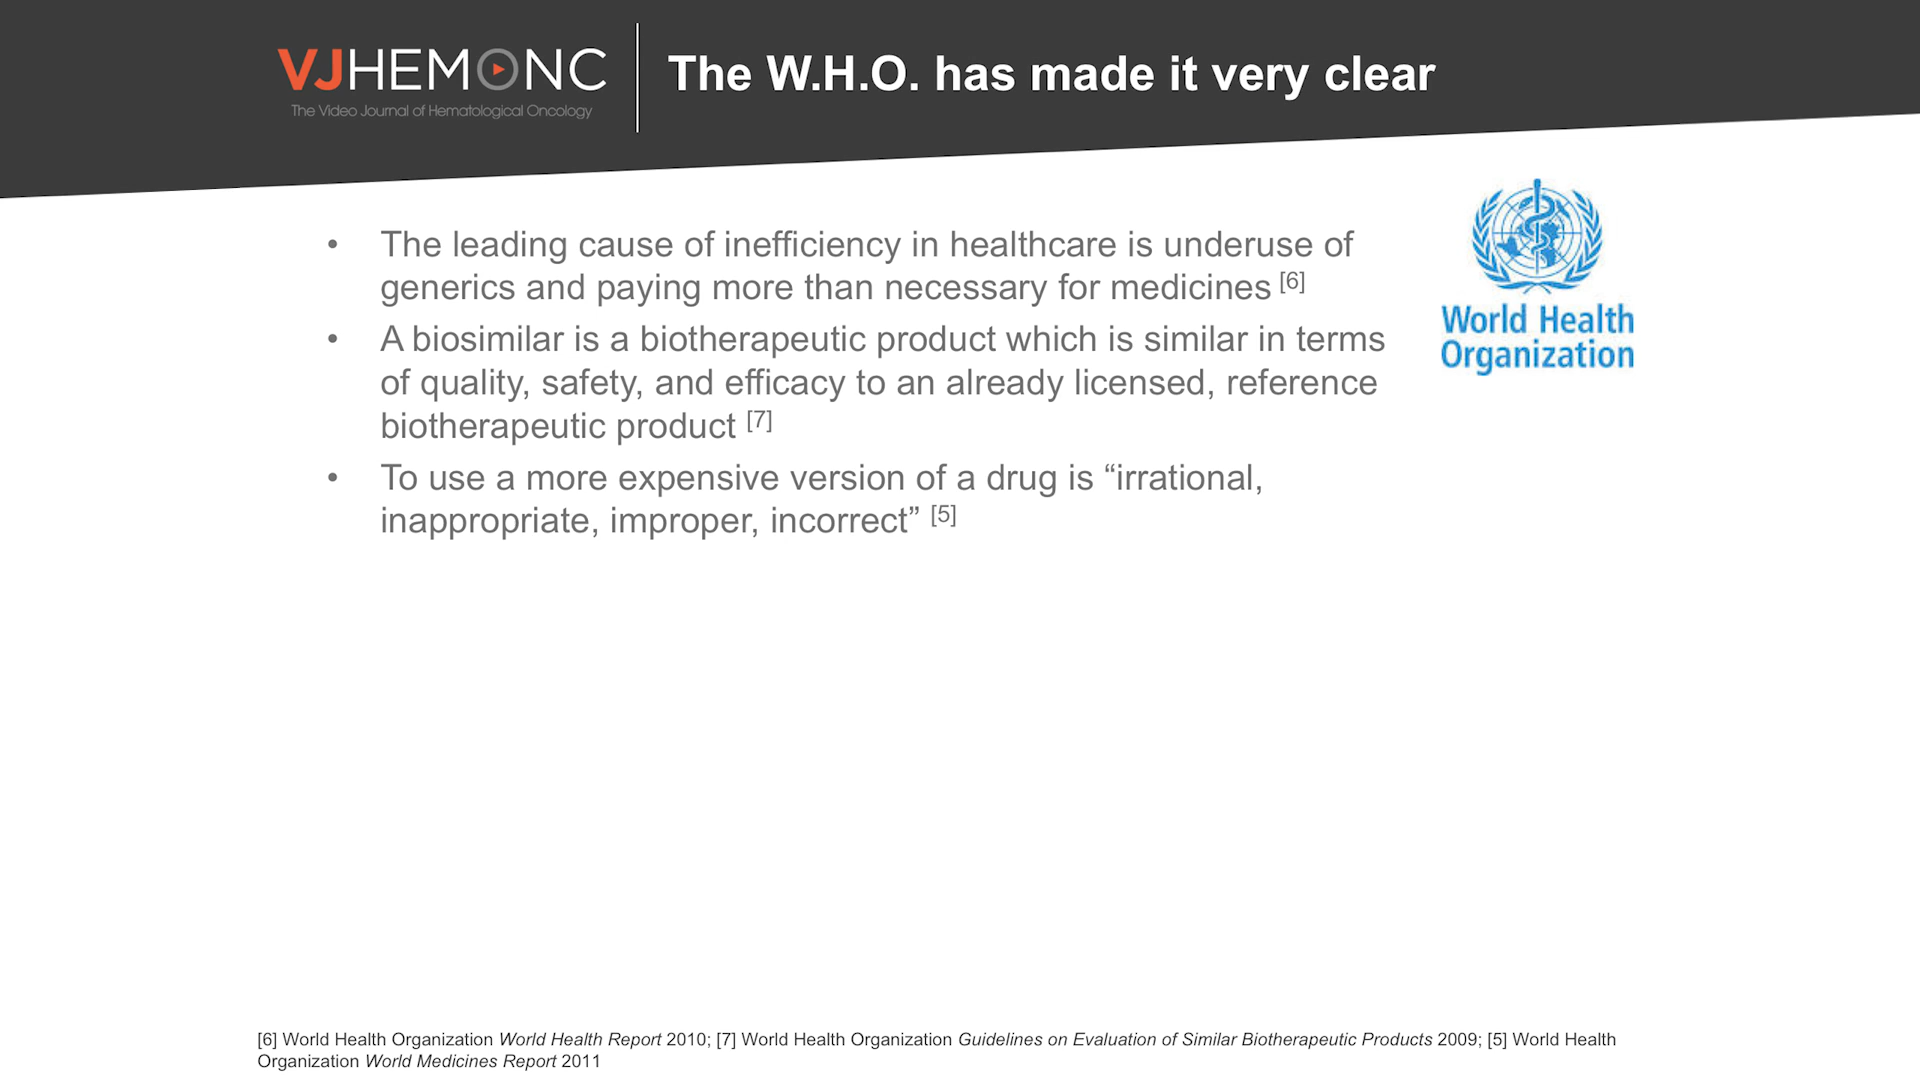 VJHEMONC
The Video Journal of Hematological Oncology
The W.H.O. has made it very clear
• The leading cause of inefficiency in healthcare is underuse of
generics and paying more than necessary for medicines [6]
• A biosimilar is a biotherapeutic product which is similar in terms
of quality, safety, and efficacy to an already licensed, reference
biotherapeutic product [7]
• To use a more expensive version of a drug is “irrational,
inappropriate, improper, incorrect” [5]
World Health
Organization
[6] World Health Organization World Health Report 2010; [7] World Health Organization Guidelines on Evaluation of Similar Biotherapeutic Products 2009; [5] World Health
Organization World Medicines Report 2011